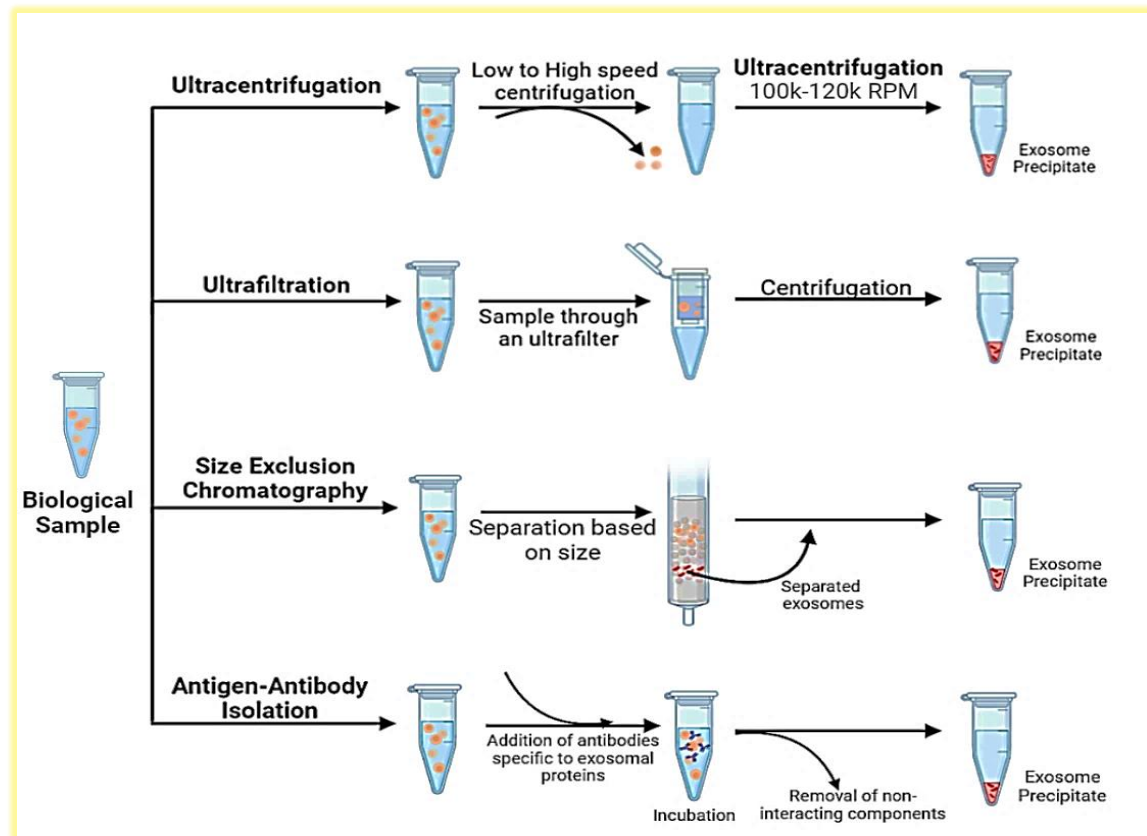 Ultracentrifugation
Low to High speed
centrifugation
Ultracentrifugation
100k-120k RPM
Exosome
Precipitate
Ultrafiltration
Sample through
an ultrafilter
Centrifugation
Exosome
Precipitate
Biological
Sample
Size Exclusion
Chromatography
Separation based
on size
Separated
exosomes
Exosome
Precipitate
Antigen-Antibody
Isolation
Addition of antibodies
specific to exosomal
proteins
Incubation
Removal of non-
interacting components
Exosome
Precipitate